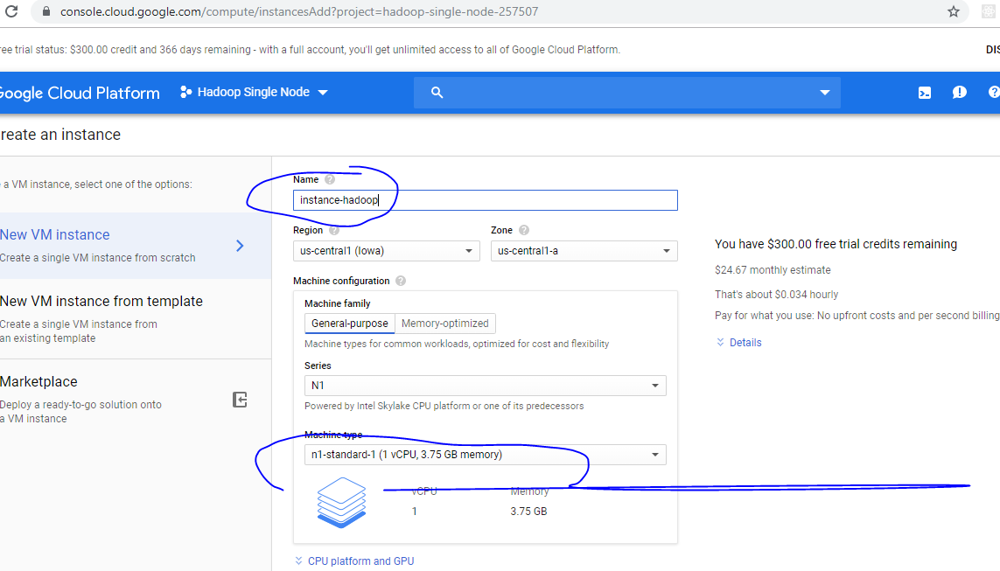 console.cloud.google.com/compute/instancesAdd?project=hadoop-single-node-257507
ree trial status: $300.00 credit and 366 days remaining - with a full account, you'll get unlimited access to all of Google Cloud Platform.
DIS
Google Cloud Platform
Hadoop Single Node
reate an instance
e a VM instance, select one of the options:
New VM instance
Create a single VM instance from scratch
New VM instance from template
Create a single VM instance from
an existing template
Marketplace
Deploy a ready-to-go solution onto
a VM instance
Name
instance-hadoop
Region
Zone
us-central1 (Iowa)
us-central1-a
Machine configuration
Machine family
General-purpose
Memory-optimized
Machine types for common workloads, optimized for cost and flexibility
Series
N1
Powered by Intel Skylake CPU platform or one of its predecessors
Machine type
n1-standard-1 (1 vCPU, 3.75 GB memory)
vCPU
Memory
1
3.75 GB
CPU platform and GPU
You have $300.00 free trial credits remaining
$24.67 monthly estimate
That's about $0.034 hourly
Pay for what you use: No upfront costs and per second billing
Details